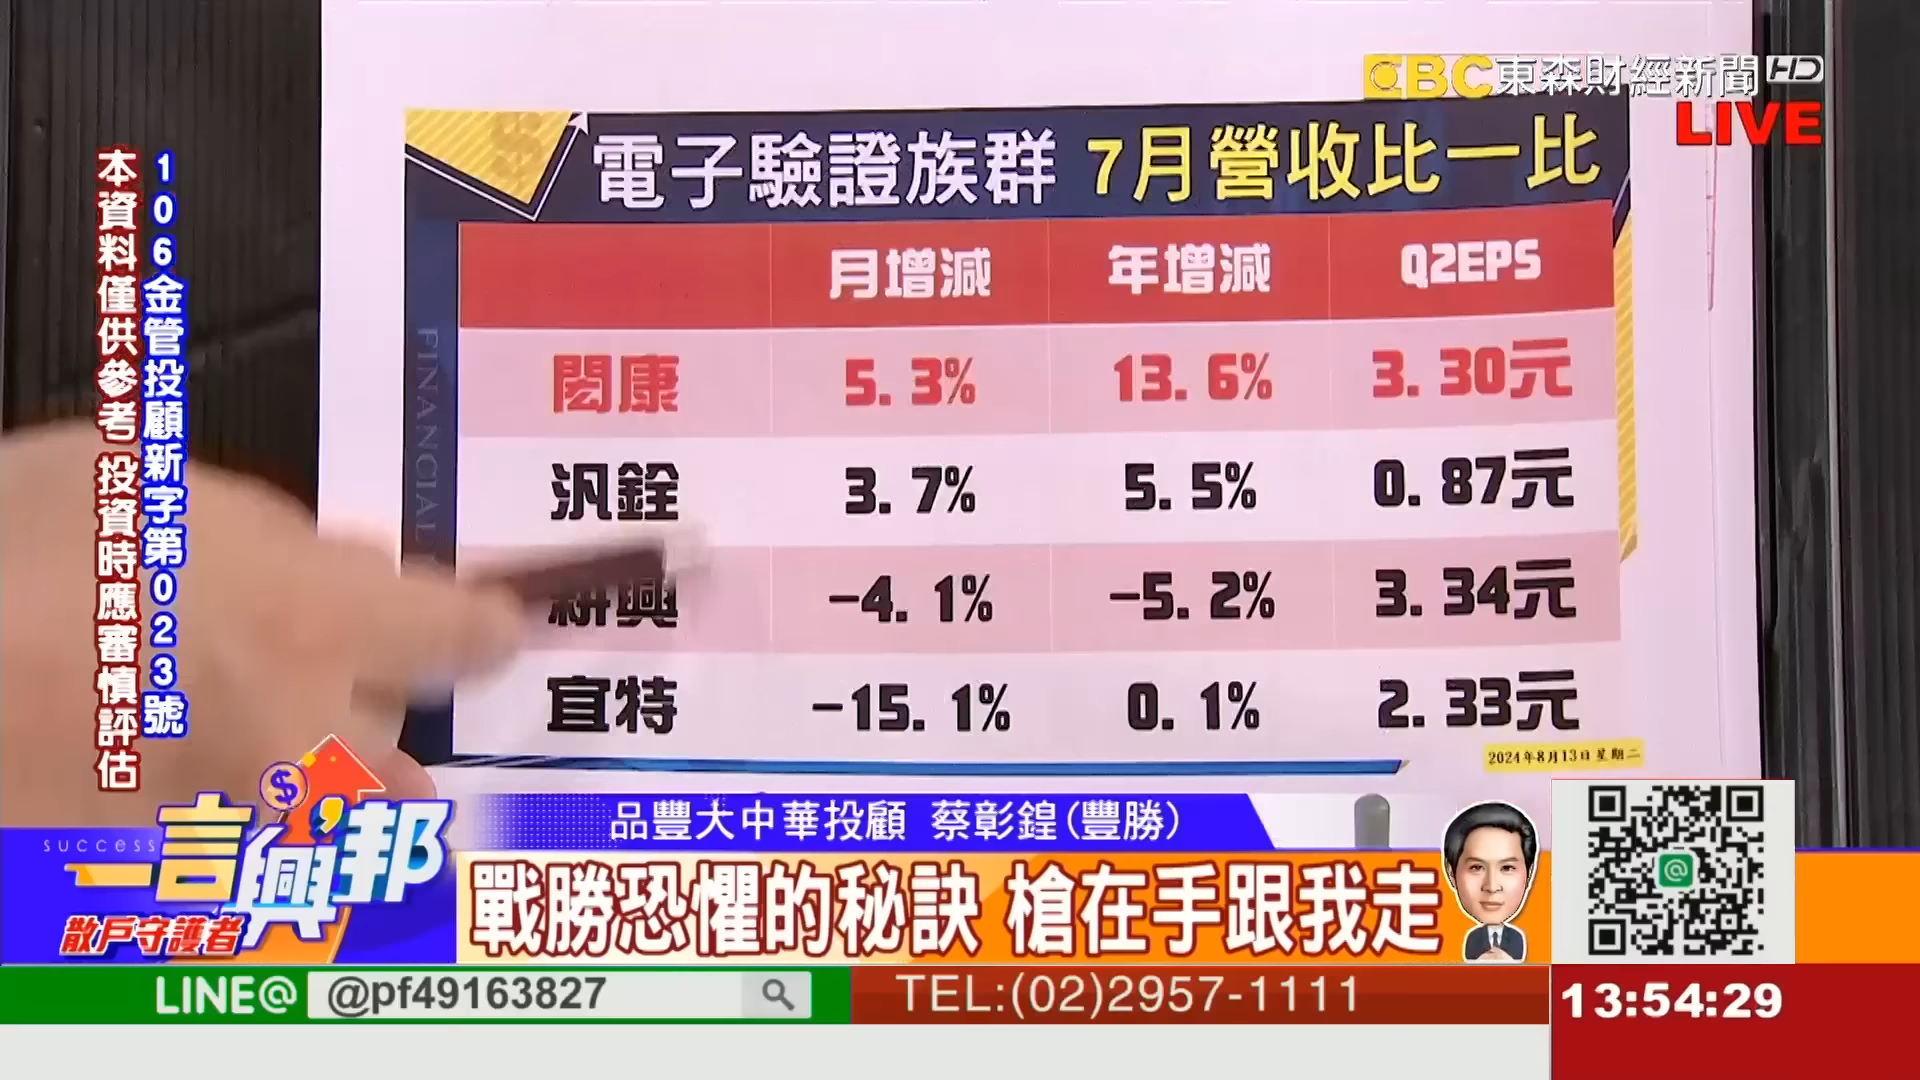 EBC東森財經新聞HD
LIVE
106金管投顧新字第023號
本資料僅供參考 投資時應審慎評估
電子驗證族群 7月營收比一比
月增減 年增減 Q2EPS
閎康 5.3% 13.6% 3.30元
汎銓 3.7% 5.5% 0.87元
興 -4.1% -5.2% 3.34元
宜特 -15.1% 0.1% 2.33元
FINANCIAL
2024年8月13日星期二
success
一言興邦
散戶守護者
品豐大中華投顧 蔡彰鍠(豐勝)
戰勝恐懼的秘訣 槍在手跟我走
LINE@ @pf49163827
TEL:(02)2957-1111
13:54:29